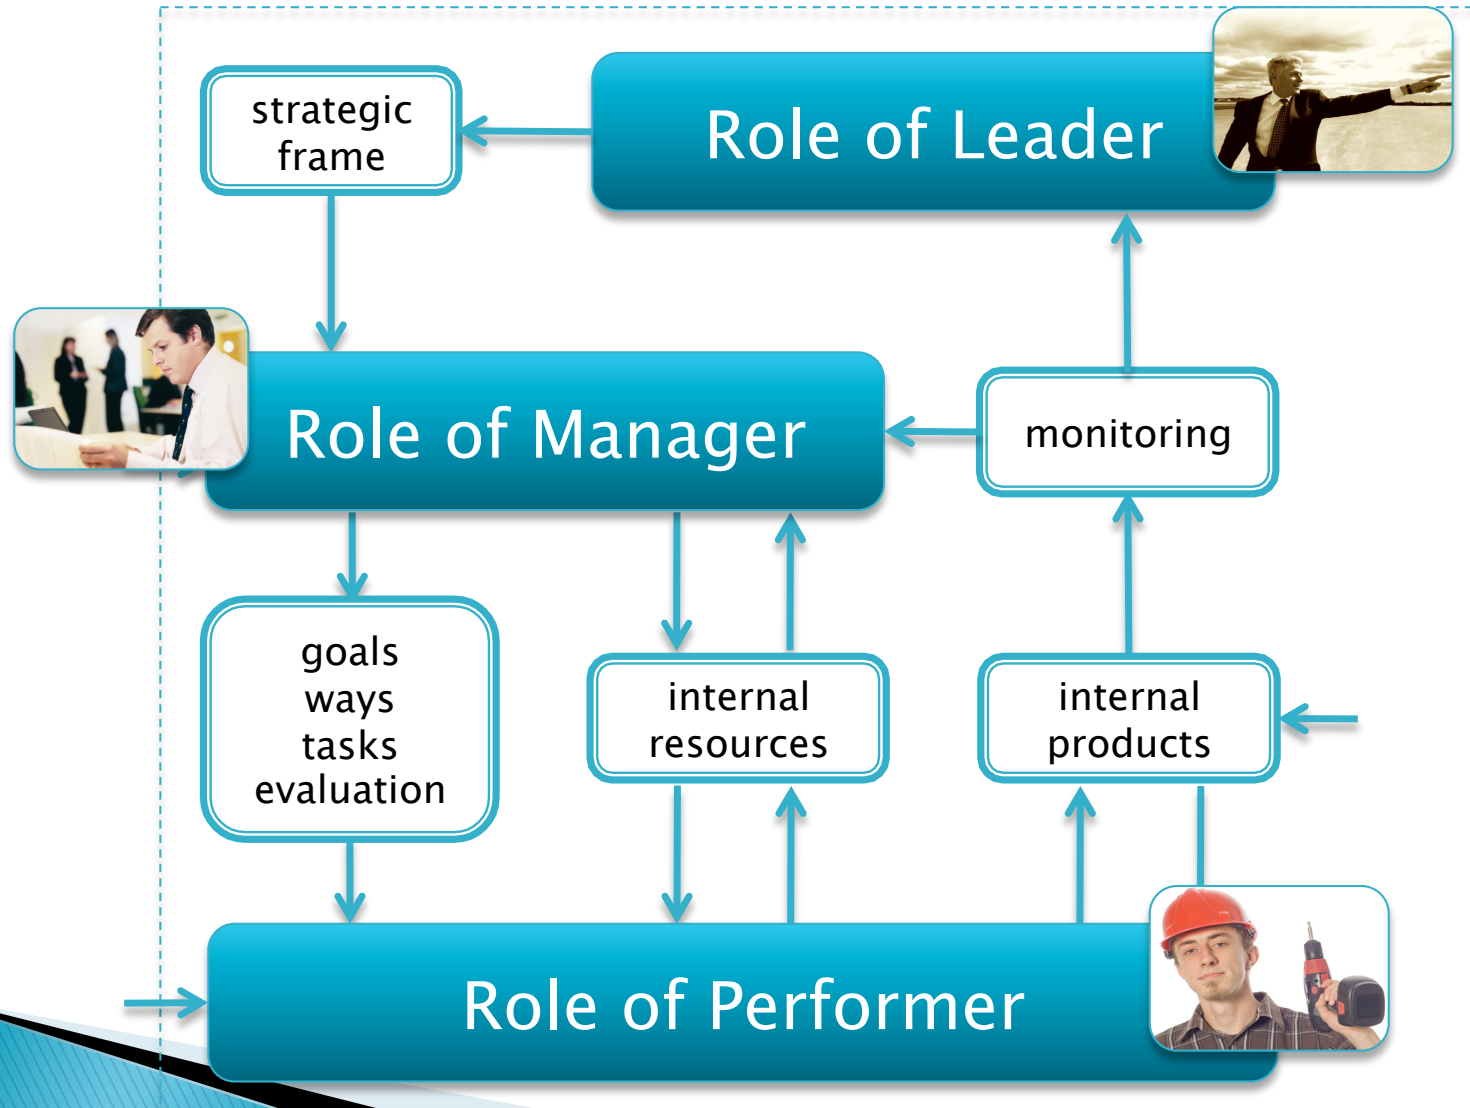 strategic
frame
Role of Leader
Role of Manager
monitoring
goals
ways
tasks
evaluation
internal
resources
internal
products
Role of Performer